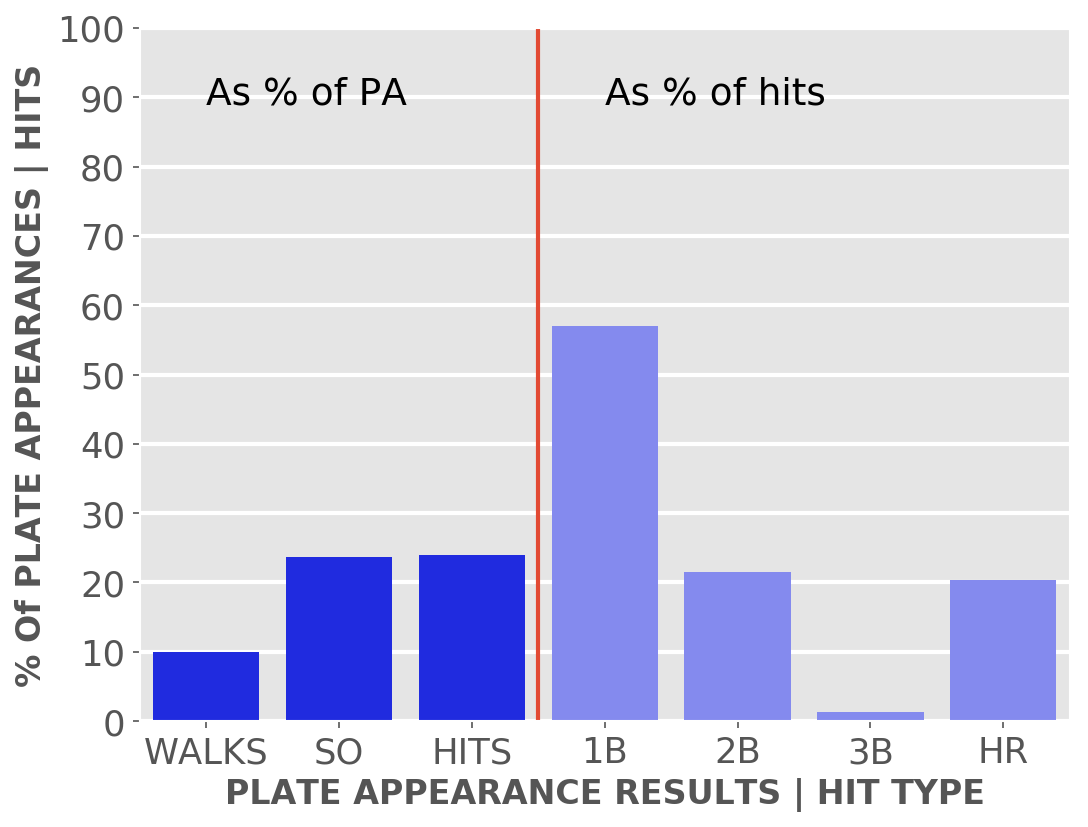 % Of PLATE APPEARANCES | HITS
100
90
80
70
60
50
40
30
20
10
0
As % of PA
As % of hits
WALKS SO HITS 1B 2B 3B HR
PLATE APPEARANCE RESULTS | HIT TYPE